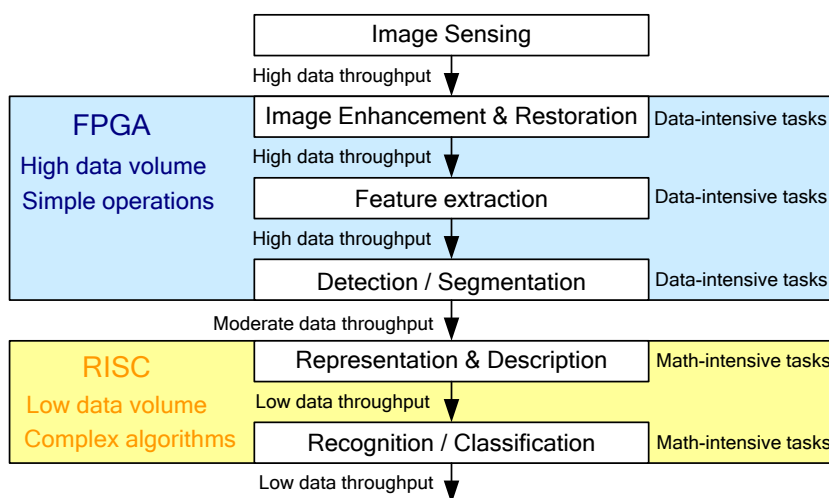 Image Sensing
High data throughput
FPGA
High data volume
Simple operations
Image Enhancement & Restoration
Data-intensive tasks
High data throughput
Feature extraction
Data-intensive tasks
High data throughput
Detection / Segmentation
Data-intensive tasks
Moderate data throughput
RISC
Low data volume
Complex algorithms
Representation & Description
Math-intensive tasks
Low data throughput
Recognition / Classification
Math-intensive tasks
Low data throughput